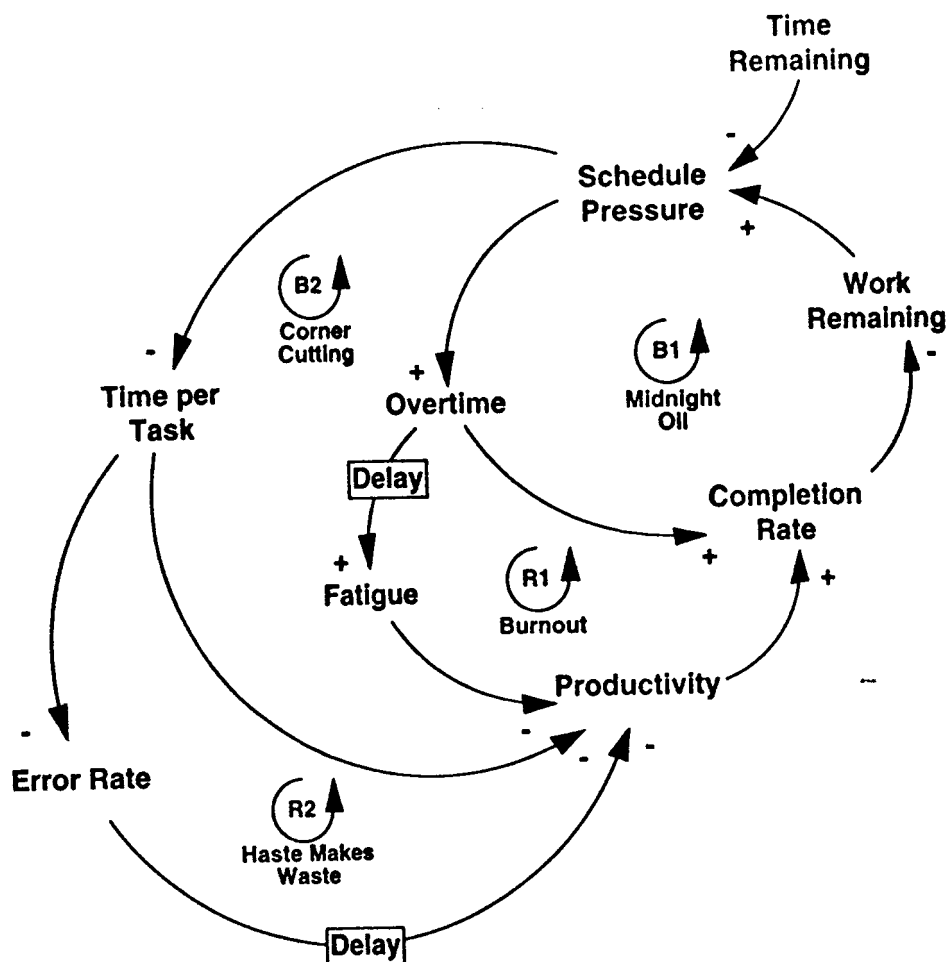 Time
Remaining
-
Schedule
Pressure
+
Work
Remaining
-
B2
Corner
Cutting
B1
Midnight
Oil
-
Time per
Task
+
Overtime
Delay
Completion
Rate
+
+
+
Fatigue
R1
Burnout
Productivity
-
-
-
-
Error Rate
R2
Haste Makes
Waste
Delay